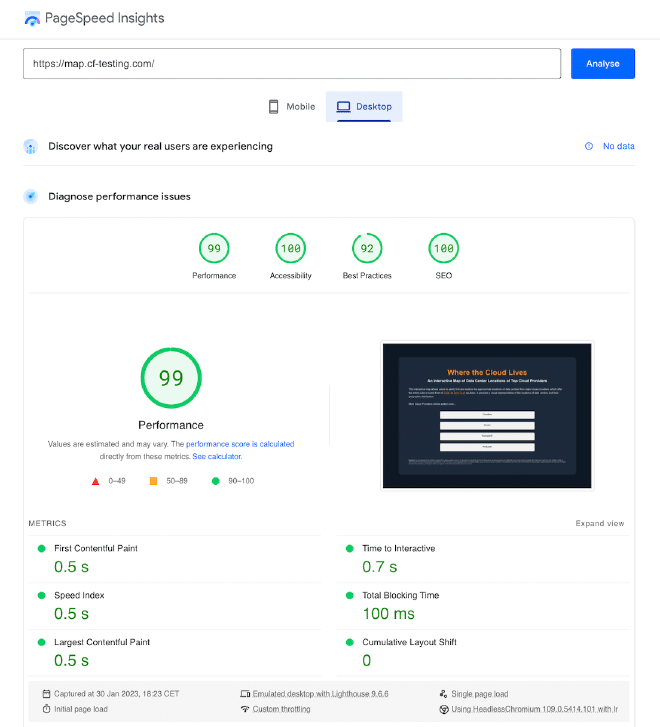 PageSpeed Insights
https://map.cf-testing.com/
Analyse
Mobile
Desktop
Discover what your real users are experiencing
No data
Diagnose performance issues
99
100
92
100
Performance
Accessibility
Best Practices
SEO
99
Performance
Values are estimated and may vary. The performance score is calculated
directly from these metrics. See calculator.
0–49
50–89
90–100
Where the Cloud Lives
An Interactive Map of Data Center Locations of Top Cloud Providers
METRICS
Expand view
First Contentful Paint
0.5 s
Time to Interactive
0.7 s
Speed Index
0.5 s
Total Blocking Time
100 ms
Largest Contentful Paint
0.5 s
Cumulative Layout Shift
0
Captured at 30 Jan 2023, 18:23 CET
Emulated desktop with Lighthouse 9.6.6
Single page load
Initial page load
Custom throttling
Using HeadlessChromium 109.0.5414.101 with lr